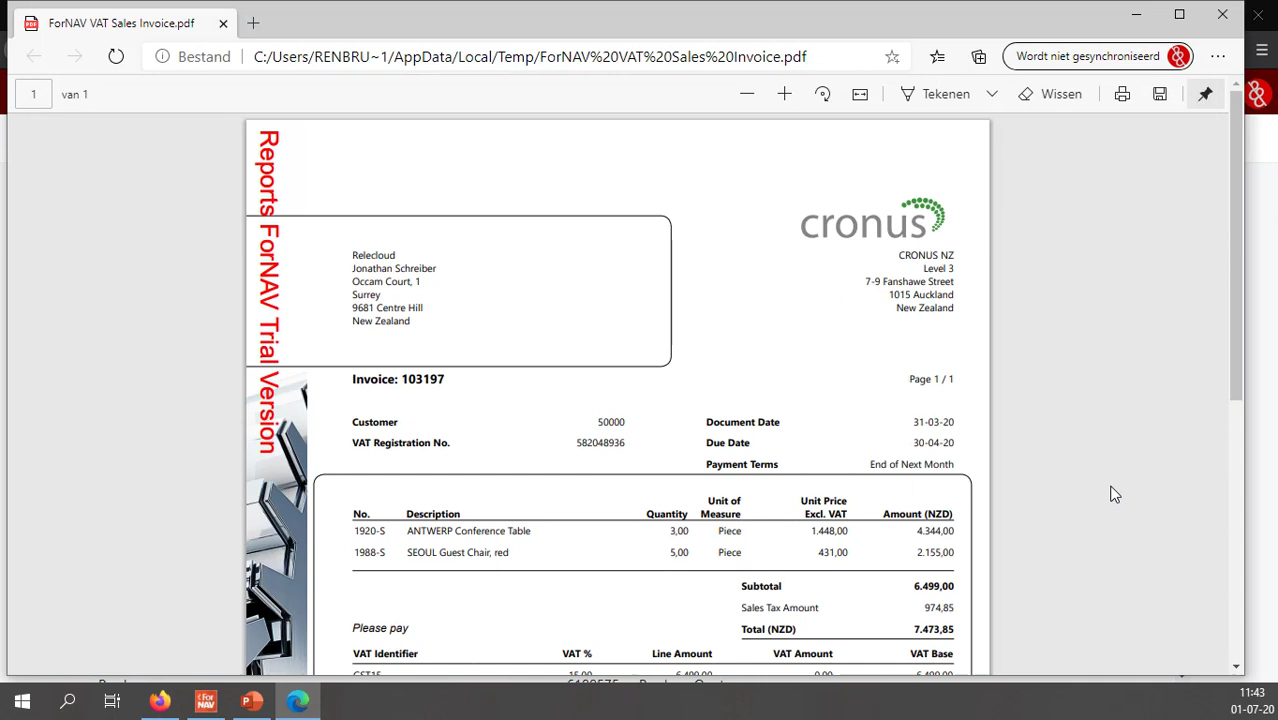 ForNAV VAT Sales Invoice.pdf
Bestand
C:/Users/RENBRU~1/AppData/Local/Temp/ForNAV%20VAT%20Sales%20Invoice.pdf
Wordt niet gesynchroniseerd
1
van 1
Tekenen
Wissen
Reports ForNAV Trial Version
cronus
Relecloud
Jonathan Schreiber
Occam Court, 1
Surrey
9681 Centre Hill
New Zealand
CRONUS NZ
Level 3
7-9 Fanshawe Street
1015 Auckland
New Zealand
Invoice: 103197
Page 1 / 1
Customer 50000
VAT Registration No. 582048936
Document Date 31-03-20
Due Date 30-04-20
Payment Terms End of Next Month
No. Description Quantity Unit of Measure Unit Price Excl. VAT Amount (NZD)
1920-S ANTWERP Conference Table 3,00 Piece 1.448,00 4.344,00
1988-S SEOUL Guest Chair, red 5,00 Piece 431,00 2.155,00
Subtotal 6.499,00
Sales Tax Amount 974,85
Please pay
Total (NZD) 7.473,85
VAT Identifier VAT % Line Amount VAT Amount VAT Base
For
NAV
11:43
01-07-20